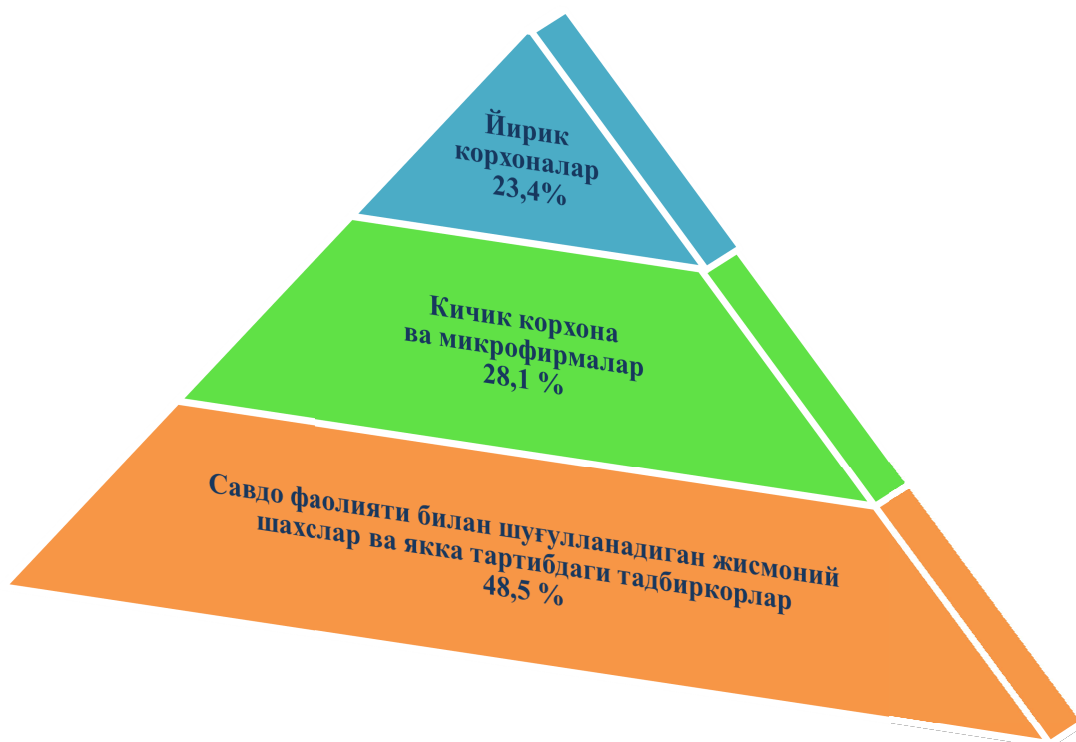 Йирик
корхоналар
23,4%
Кичик корхона
ва микрофирмалар
28,1 %
Савдо фаолияти билан шуғулланадиган жисмоний
шахслар ва якка тартибдаги тадбиркорлар
48,5 %